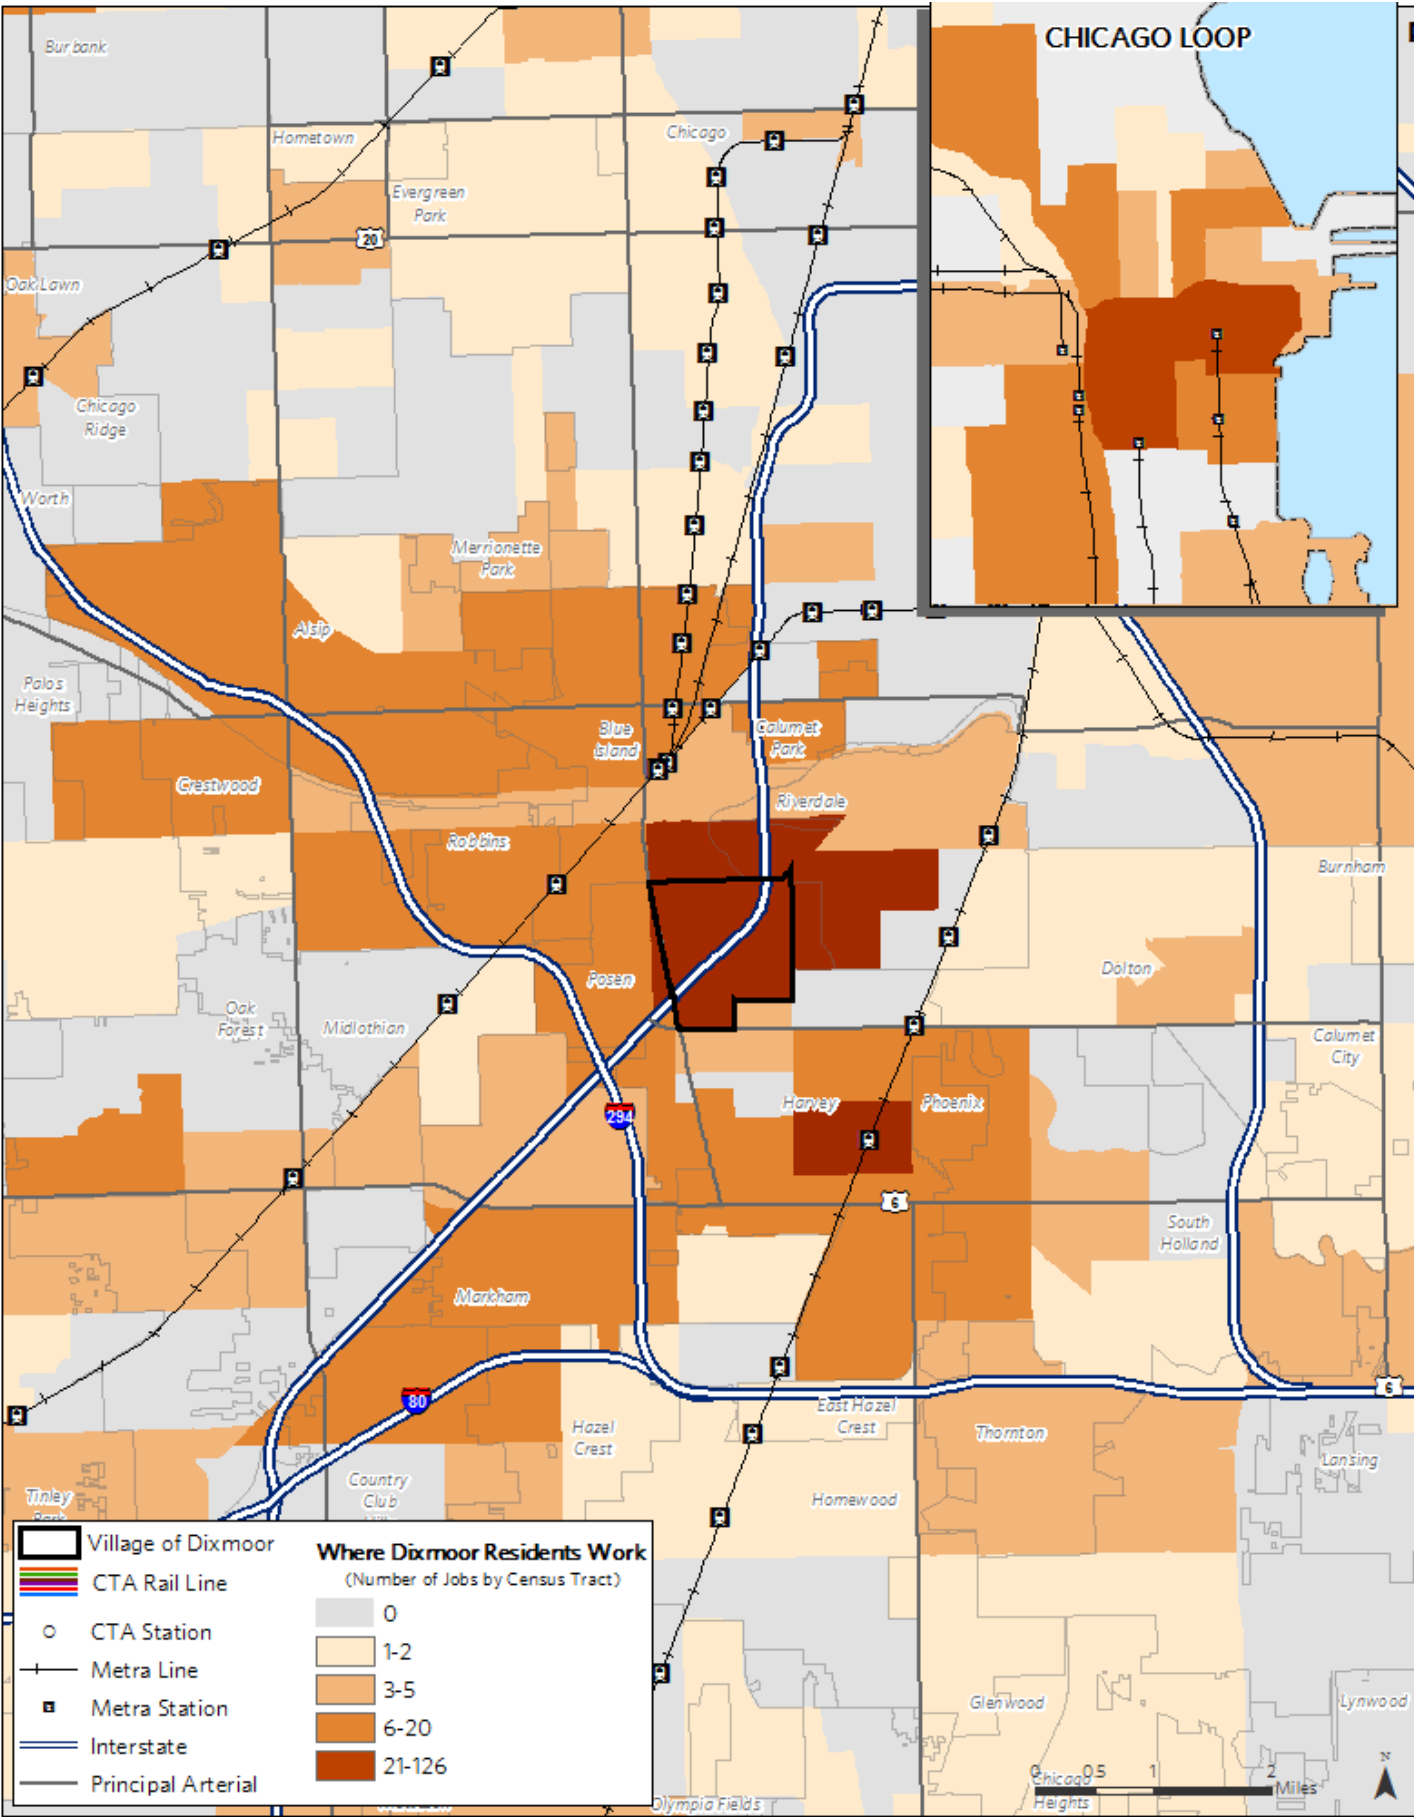 Burbank
CHICAGO LOOP
Hometown
Chicago
Evergreen
Park
20
Oak Lawn
Chicago
Ridge
Worth
Merrionette
Park
Alsip
Palos
Heights
Blue
Island
Calumet
Park
Crestwood
Riverdale
Robbins
Burnham
Posen
Dolton
Oak
Forest
Midlothian
Calumet
City
294
Harvey
Phoenix
6
South
Holland
Markham
80
6
East Hazel
Crest
Hazel
Crest
Thornton
Lansing
Country
Club
Tinley
Homewood
Village of Dixmoor
CTA Rail Line
CTA Station
Metra Line
Metra Station
Interstate
Principal Arterial
Where Dixmoor Residents Work
(Number of Jobs by Census Tract)
0
1-2
3-5
6-20
21-126
Glenwood
Lynwood
N
0 0.5 1 2
Miles
Chicago
Heights
Olympia Fields